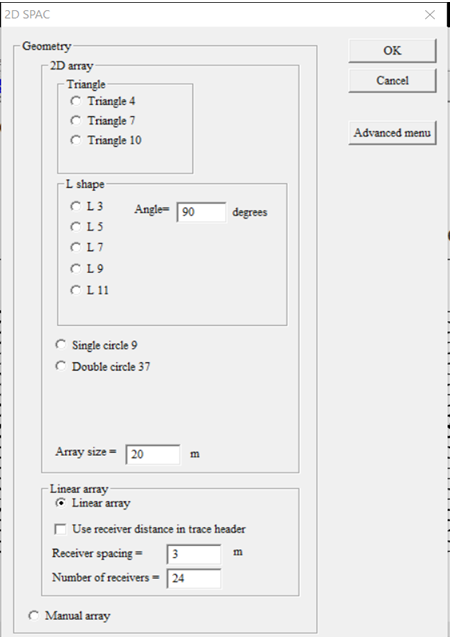 2D SPAC
Geometry
OK
2D array
Cancel
Triangle
Triangle 4
Triangle 7
Advanced menu
Triangle 10
L shape
L 3 Angle= 90 degrees
L 5
L 7
L 9
L 11
Single circle 9
Double circle 37
Array size = 20 m
Linear array
Linear array
Use receiver distance in trace header
Receiver spacing = 3 m
Number of receivers = 24
Manual array